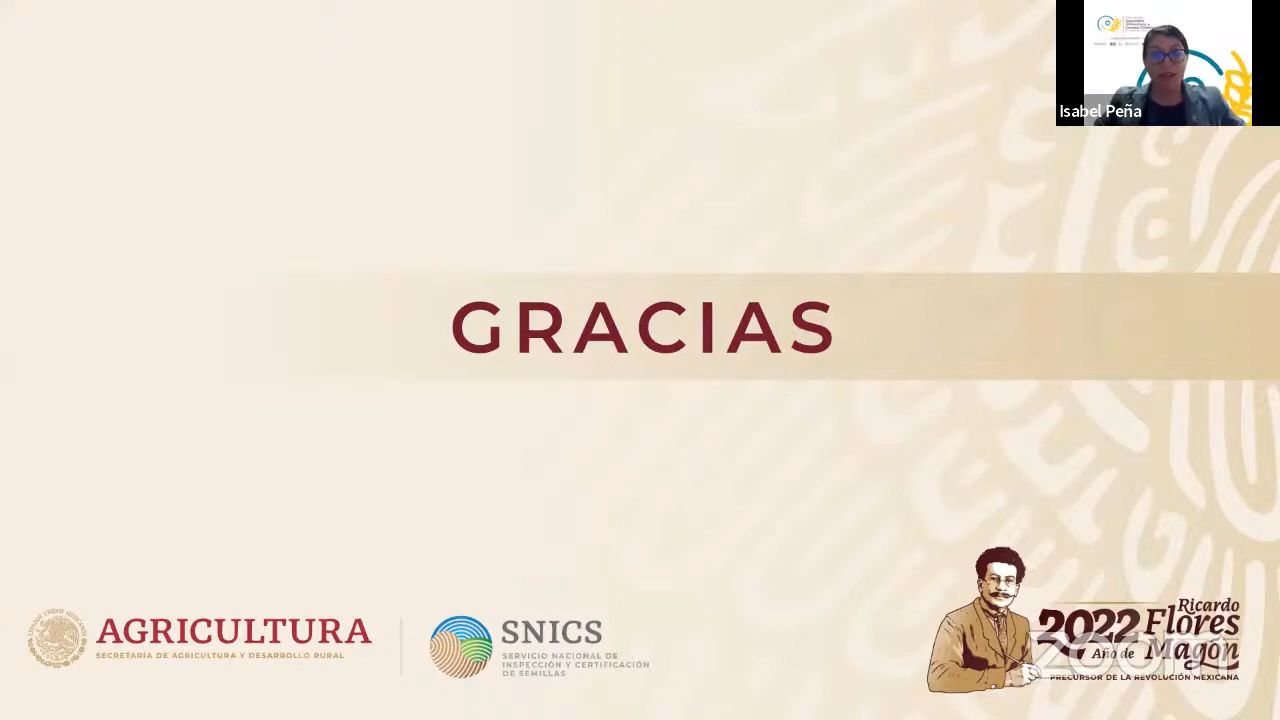 Isabel Peña
GRACIAS
AGRICULTURA
SECRETARÍA DE AGRICULTURA Y DESARROLLO RURAL
SNICS
SERVICIO NACIONAL DE
INSPECCIÓN Y CERTIFICACIÓN
DE SEMILLAS
2022 Ricardo
Flores
Año de Magón
PRECURSOR DE LA REVOLUCIÓN MEXICANA
zoom